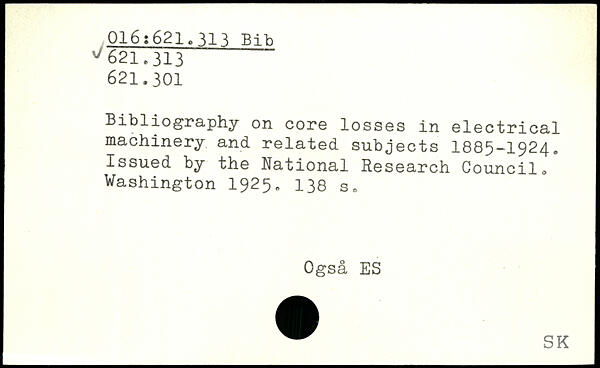 016:621.313 Bib
✓621.313
621.301
Bibliography on core losses in electrical
machinery and related subjects 1885-1924.
Issued by the National Research Council.
Washington 1925. 138 s.
Også ES
SK